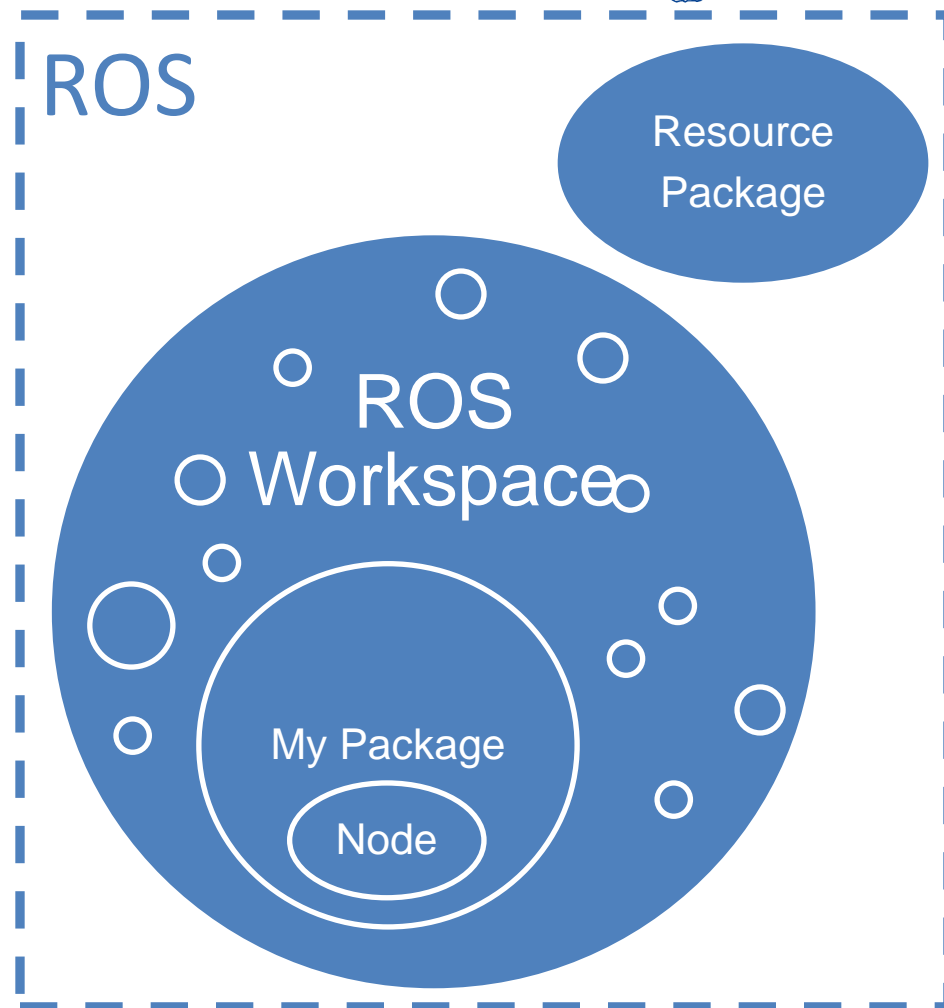 ROS
Resource
Package
ROS
Workspace
My Package
Node